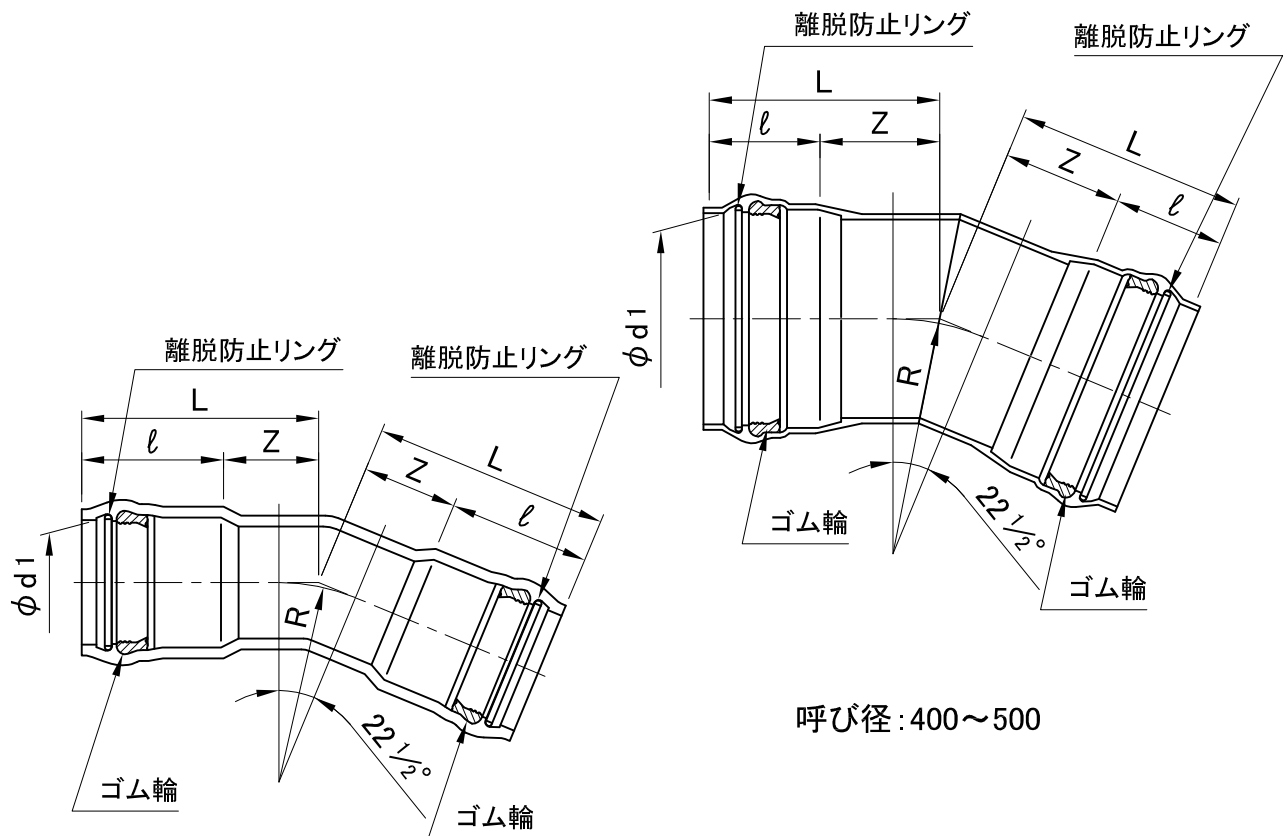 離脱防止リング
離脱防止リング
L
ℓ
Z
L
Z
ℓ
φd1
R
22 1/2°
ゴム輪
ゴム輪
呼び径:400~500
離脱防止リング
離脱防止リング
L
ℓ
Z
L
Z
ℓ
φd1
R
22 1/2°
ゴム輪
ゴム輪